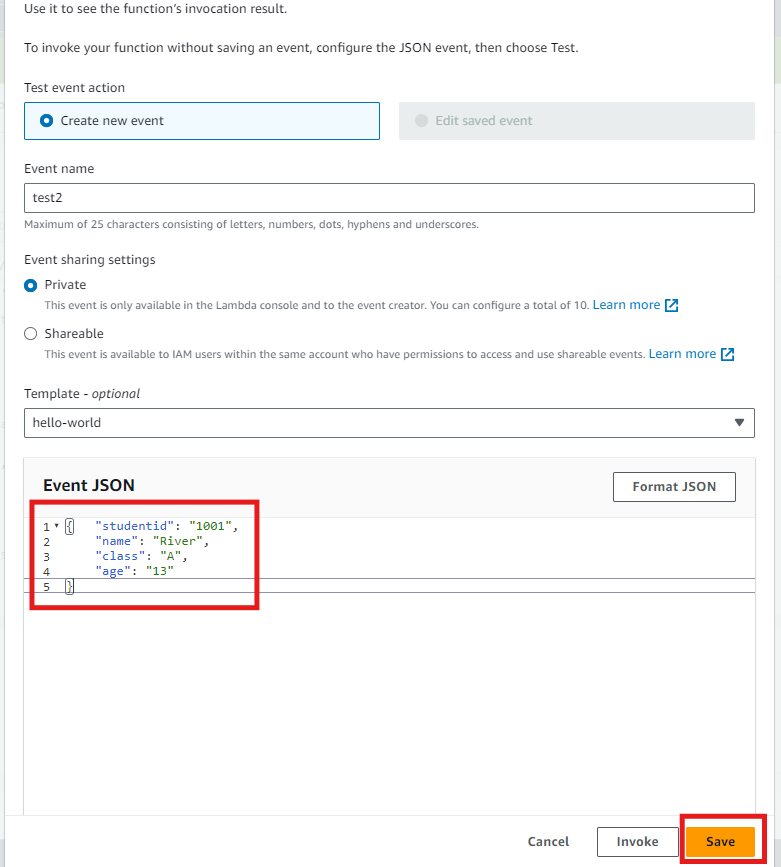 Use it to see the function's invocation result.
To invoke your function without saving an event, configure the JSON event, then choose Test.
Test event action
Create new event
Edit saved event
Event name
test2
Maximum of 25 characters consisting of letters, numbers, dots, hyphens and underscores.
Event sharing settings
Private
This event is only available in the Lambda console and to the event creator. You can configure a total of 10. Learn more
Shareable
This event is available to IAM users within the same account who have permissions to access and use shareable events. Learn more
Template - optional
hello-world
Event JSON
Format JSON
1 { "studentid": "1001",
2 "name": "River",
3 "class": "A",
4 "age": "13"
5 }
Cancel
Invoke
Save